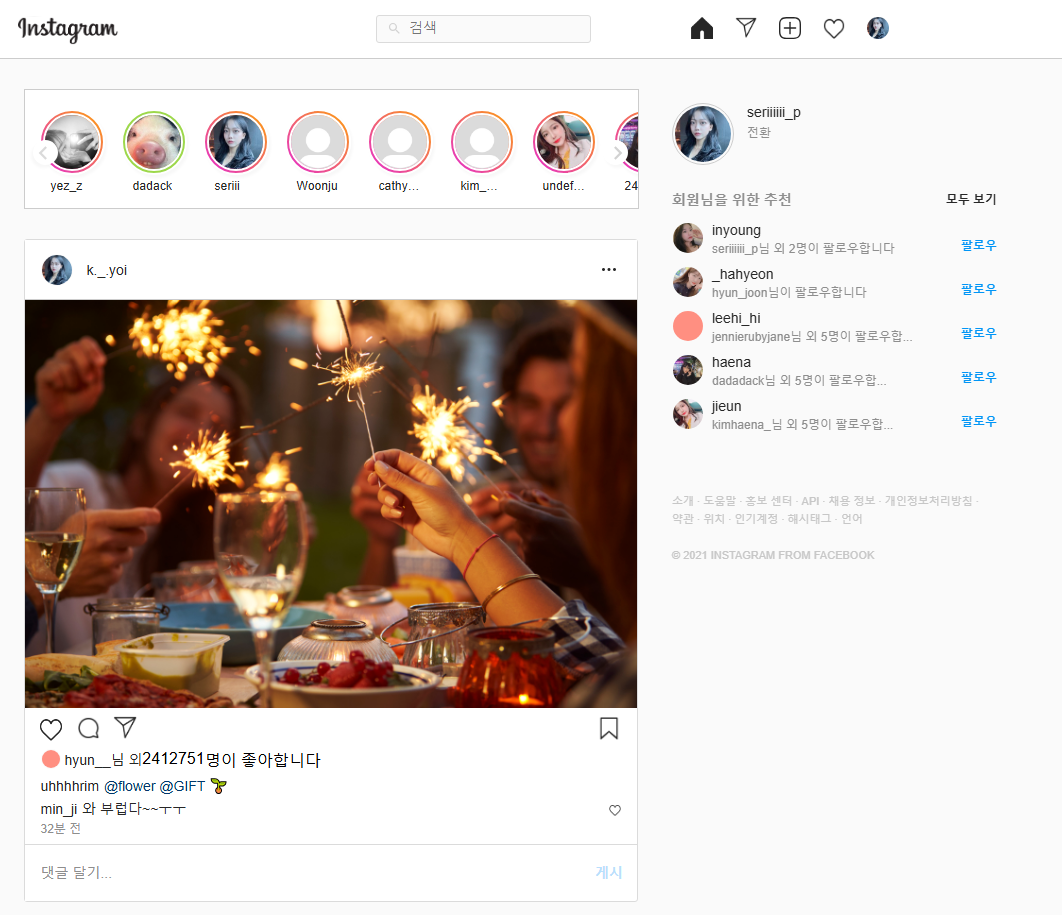 Instagram
검색
yez_z dadack seriii Woonju cathy... kim_... undef... 24
seriiiiii_p
전환
회원님을 위한 추천 모두 보기
inyoung
seriiiiii_p님 외 2명이 팔로우합니다 팔로우
_hahyeon
hyun_joon님이 팔로우합니다 팔로우
leehi_hi
jennierubyjane님 외 5명이 팔로우합... 팔로우
haena
dadadack님 외 5명이 팔로우합... 팔로우
jieun
kimhaena_님 외 5명이 팔로우합... 팔로우
소개 · 도움말 · 홍보 센터 · API · 채용 정보 · 개인정보처리방침 ·
약관 · 위치 · 인기계정 · 해시태그 · 언어
© 2021 INSTAGRAM FROM FACEBOOK
k._.yoi
hyun__님 외2412751명이 좋아합니다
uhhhhrim @flower @GIFT
min_ji 와 부럽다~~ㅜㅜ
32분 전
댓글 달기... 게시